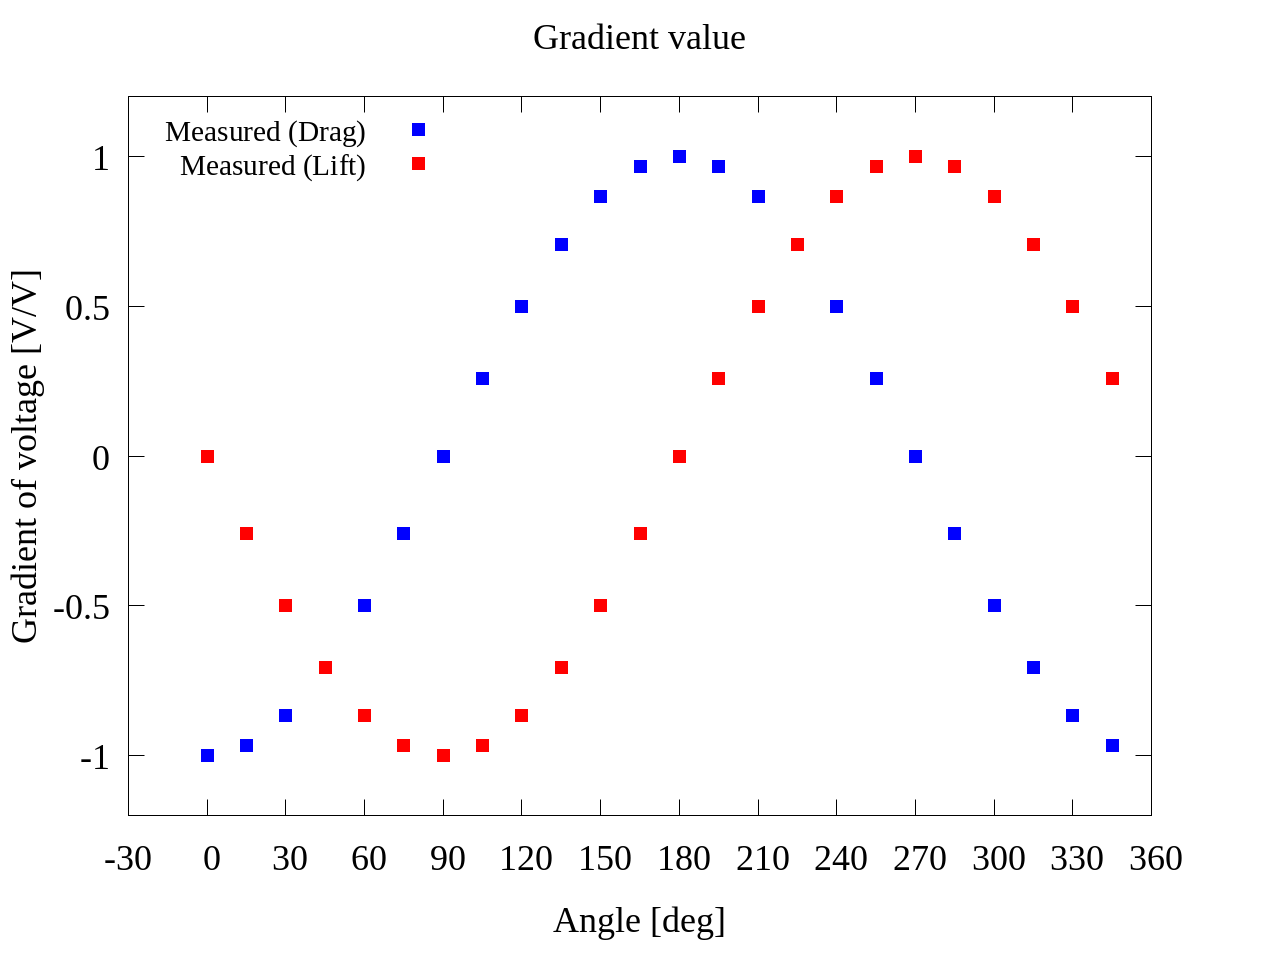 Gradient value
Measured (Drag)
Measured (Lift)
1
0.5
0
-0.5
-1
Gradient of voltage [V/V]
-30 0 30 60 90 120 150 180 210 240 270 300 330 360
Angle [deg]